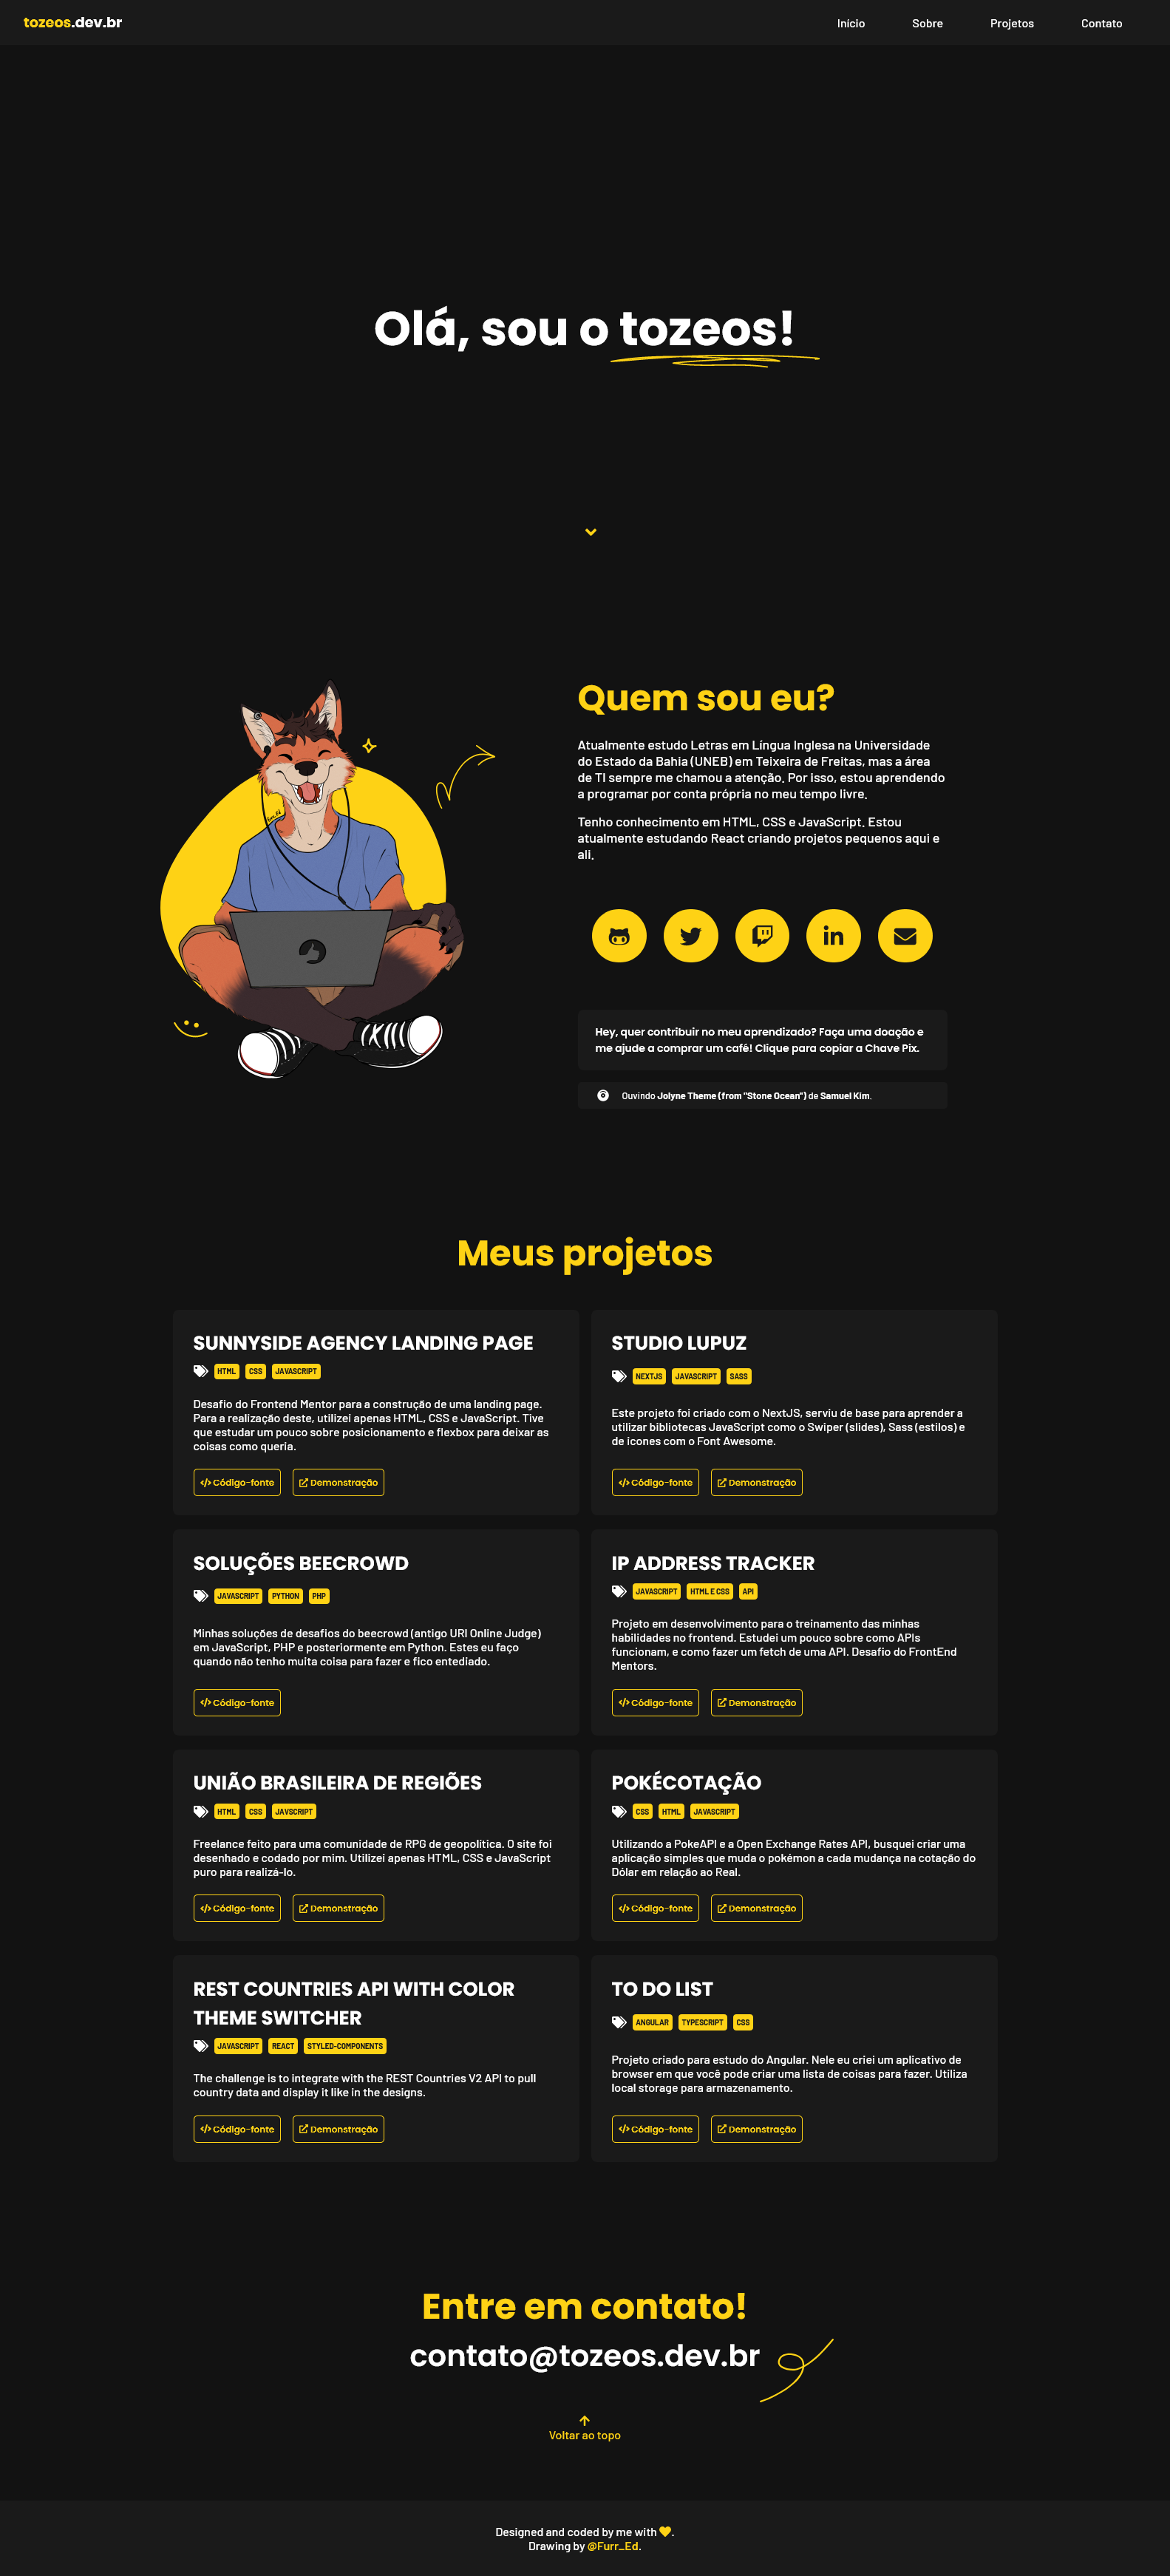 tozeos.dev.br
Início
Sobre
Projetos
Contato
Olá, sou o tozeos!
Quem sou eu?
Atualmente estudo Letras em Língua Inglesa na Universidade
do Estado da Bahia (UNEB) em Teixeira de Freitas, mas a área
de TI sempre me chamou a atenção. Por isso, estou aprendendo
a programar por conta própria no meu tempo livre.
Tenho conhecimento em HTML, CSS e JavaScript. Estou
atualmente estudando React criando projetos pequenos aqui e
ali.
Hey, quer contribuir no meu aprendizado? Faça uma doação e
me ajude a comprar um café! Clique para copiar a Chave Pix.
Ouvindo Jolyne Theme (from "Stone Ocean") de Samuel Kim.
Meus projetos
SUNNYSIDE AGENCY LANDING PAGE
HTML CSS JAVASCRIPT
Desafio do Frontend Mentor para a construção de uma landing page.
Para a realização deste, utilizei apenas HTML, CSS e JavaScript. Tive
que estudar um pouco sobre posicionamento e flexbox para deixar as
coisas como queria.
Código-fonte Demonstração
STUDIO LUPUZ
NEXTJS JAVASCRIPT SASS
Este projeto foi criado com o NextJS, serviu de base para aprender a
utilizar bibliotecas JavaScript como o Swiper (slides), Sass (estilos) e
de ícones com o Font Awesome.
Código-fonte Demonstração
SOLUÇÕES BEECROWD
JAVASCRIPT PYTHON PHP
Minhas soluções de desafios do beecrowd (antigo URI Online Judge)
em JavaScript, PHP e posteriormente em Python. Estes eu faço
quando não tenho muita coisa para fazer e fico entediado.
Código-fonte
IP ADDRESS TRACKER
JAVASCRIPT HTML E CSS API
Projeto em desenvolvimento para o treinamento das minhas
habilidades no frontend. Estudei um pouco sobre como APIs
funcionam, e como fazer um fetch de uma API. Desafio do FrontEnd
Mentors.
Código-fonte Demonstração
UNIÃO BRASILEIRA DE REGIÕES
HTML CSS JAVSCRIPT
Freelance feito para uma comunidade de RPG de geopolítica. O site foi
desenhado e codado por mim. Utilizei apenas HTML, CSS e JavaScript
puro para realizá-lo.
Código-fonte Demonstração
POKÉCOTAÇÃO
CSS HTML JAVASCRIPT
Utilizando a PokeAPI e a Open Exchange Rates API, busquei criar uma
aplicação simples que muda o pokémon a cada mudança na cotação do
Dólar em relação ao Real.
Código-fonte Demonstração
REST COUNTRIES API WITH COLOR
THEME SWITCHER
JAVASCRIPT REACT STYLED-COMPONENTS
The challenge is to integrate with the REST Countries V2 API to pull
country data and display it like in the designs.
Código-fonte Demonstração
TO DO LIST
ANGULAR TYPESCRIPT CSS
Projeto criado para estudo do Angular. Nele eu criei um aplicativo de
browser em que você pode criar uma lista de coisas para fazer. Utiliza
local storage para armazenamento.
Código-fonte Demonstração
Entre em contato!
contato@tozeos.dev.br
Voltar ao topo
Designed and coded by me with .
Drawing by @Furr_Ed.